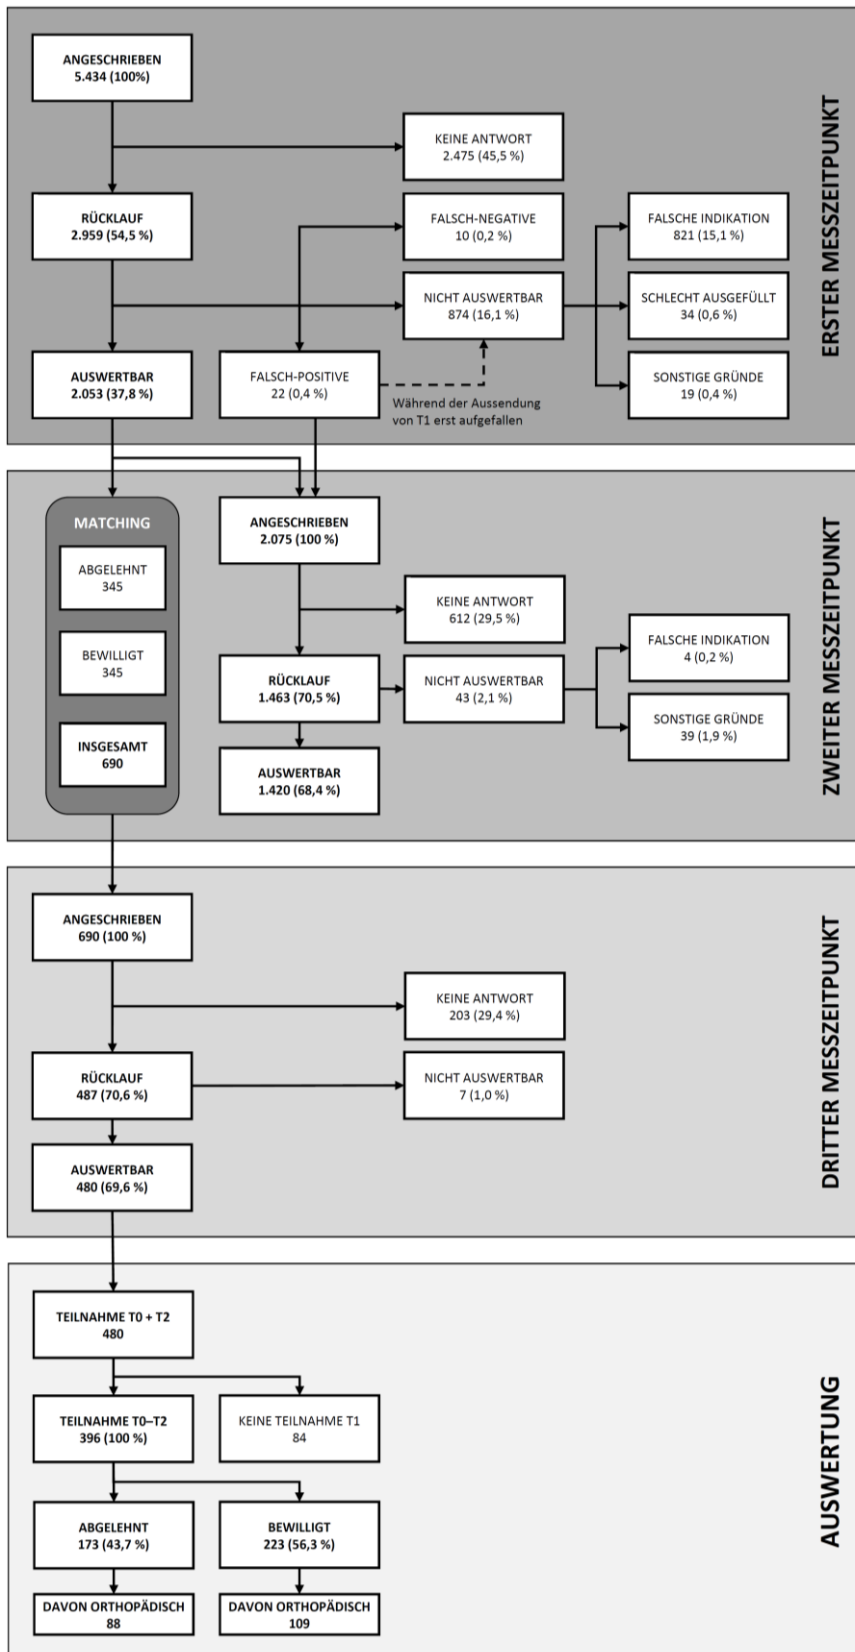 ANGESCHRIEBEN
5.434 (100%)
KEINE ANTWORT
2.475 (45,5 %)
RÜCKLAUF
2.959 (54,5 %)
FALSCH-NEGATIVE
10 (0,2 %)
FALSCHE INDIKATION
821 (15,1 %)
NICHT AUSWERTBAR
874 (16,1 %)
SCHLECHT AUSGEFÜLLT
34 (0,6 %)
AUSWERTBAR
2.053 (37,8 %)
FALSCH-POSITIVE
22 (0,4 %)
SONSTIGE GRÜNDE
19 (0,4 %)
Während der Aussendung
von T1 erst aufgefallen
ERSTER MESSZEITPUNKT
MATCHING
ABGELEHNT
345
BEWILLIGT
345
INSGESAMT
690
ANGESCHRIEBEN
2.075 (100 %)
KEINE ANTWORT
612 (29,5 %)
RÜCKLAUF
1.463 (70,5 %)
NICHT AUSWERTBAR
43 (2,1 %)
FALSCHE INDIKATION
4 (0,2 %)
SONSTIGE GRÜNDE
39 (1,9 %)
AUSWERTBAR
1.420 (68,4 %)
ZWEITER MESSZEITPUNKT
ANGESCHRIEBEN
690 (100 %)
KEINE ANTWORT
203 (29,4 %)
RÜCKLAUF
487 (70,6 %)
NICHT AUSWERTBAR
7 (1,0 %)
AUSWERTBAR
480 (69,6 %)
DRITTER MESSZEITPUNKT
TEILNAHME T0 + T2
480
TEILNAHME T0–T2
396 (100 %)
KEINE TEILNAHME T1
84
ABGELEHNT
173 (43,7 %)
BEWILLIGT
223 (56,3 %)
DAVON ORTHOPÄDISCH
88
DAVON ORTHOPÄDISCH
109
AUSWERTUNG